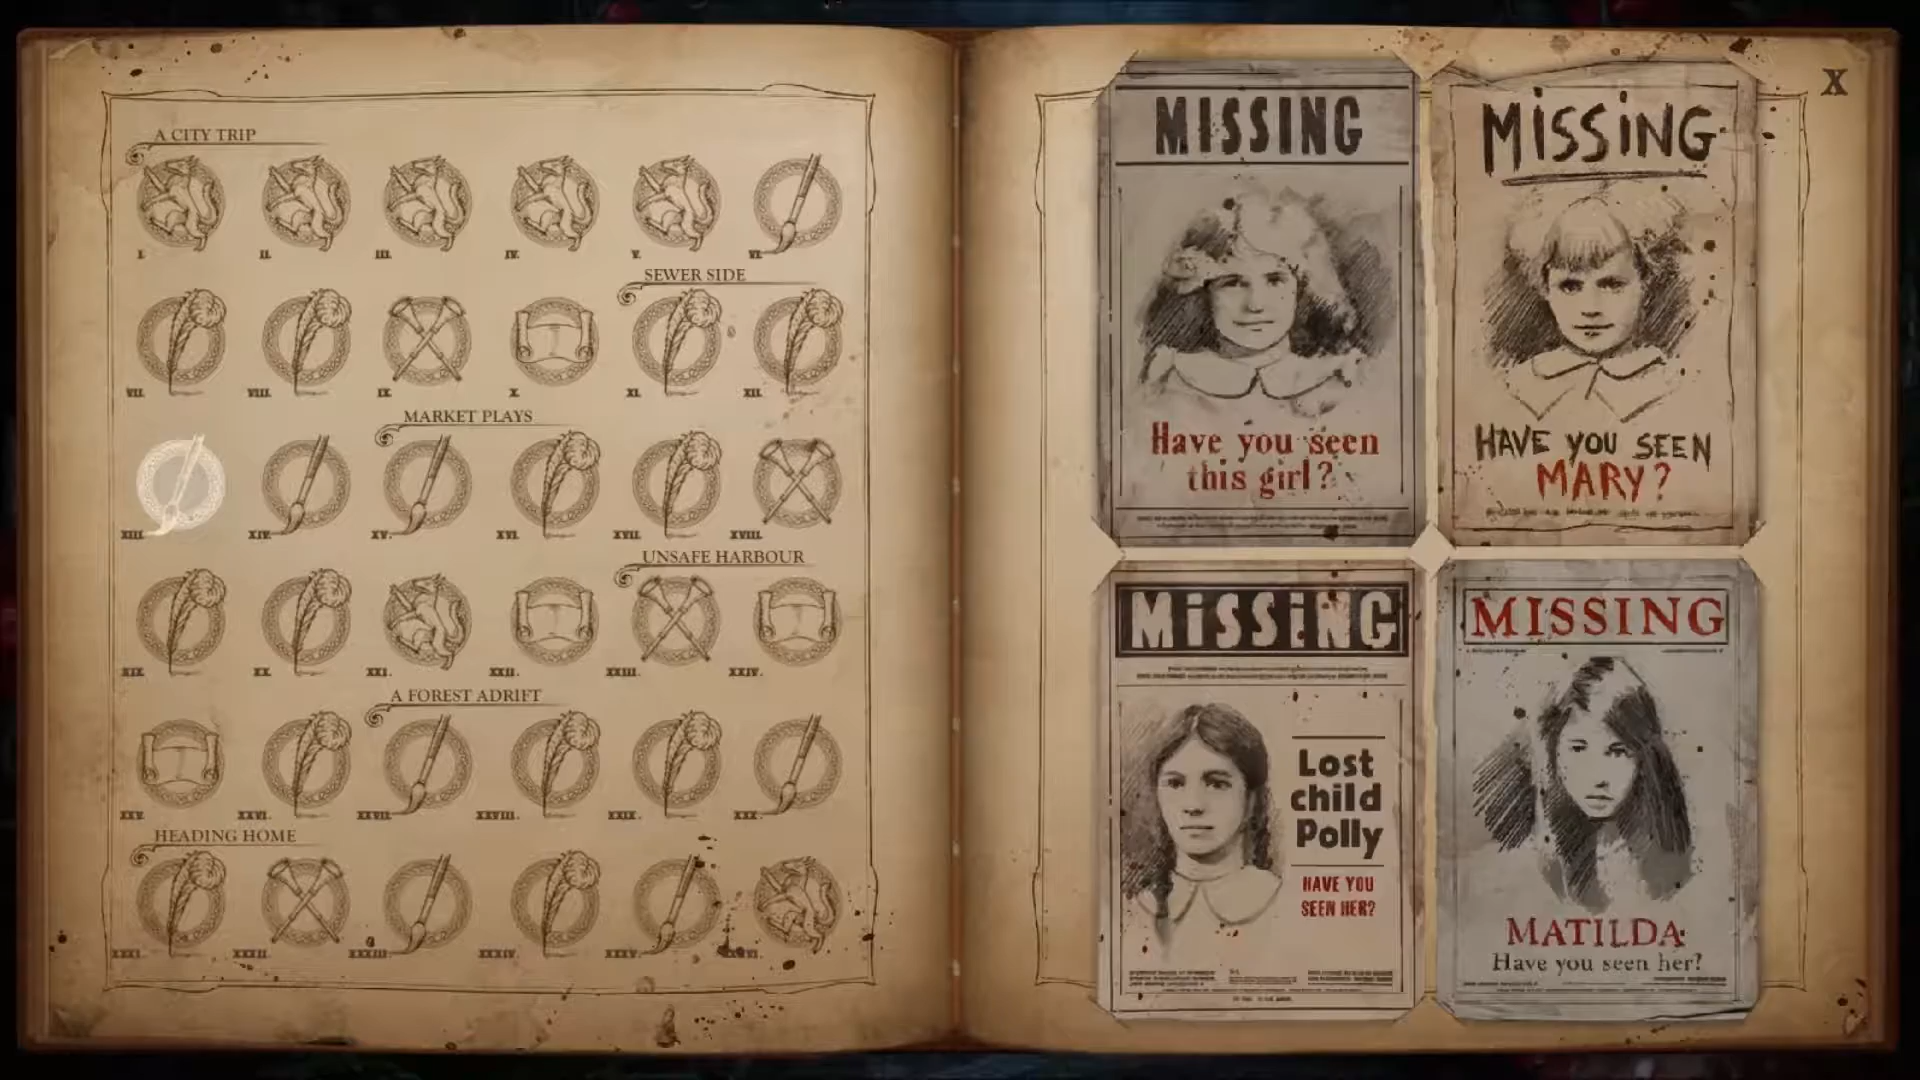 A CITY TRIP
I. II. III. IV. V. VI.
SEWER SIDE
VII. VIII. IX. X. XI. XII.
MARKET PLAYS
XIII. XIV. XV. XVI. XVII. XVIII.
UNSAFE HARBOUR
XIX. XX. XXI. XXII. XXIII. XXIV.
A FOREST ADRIFT
XXV. XXVI. XXVII. XXVIII. XXIX. XXX.
HEADING HOME
XXXI. XXXII. XXXIII. XXXIV. XXXV.
X
MISSING
Have you seen
this girl?
MiSSiNG
HAVE YOU SEEN
MARY?
MiSSiNG
Lost
child
Polly
HAVE YOU
SEEN HER?
MISSING
MATILDA
Have you seen her?